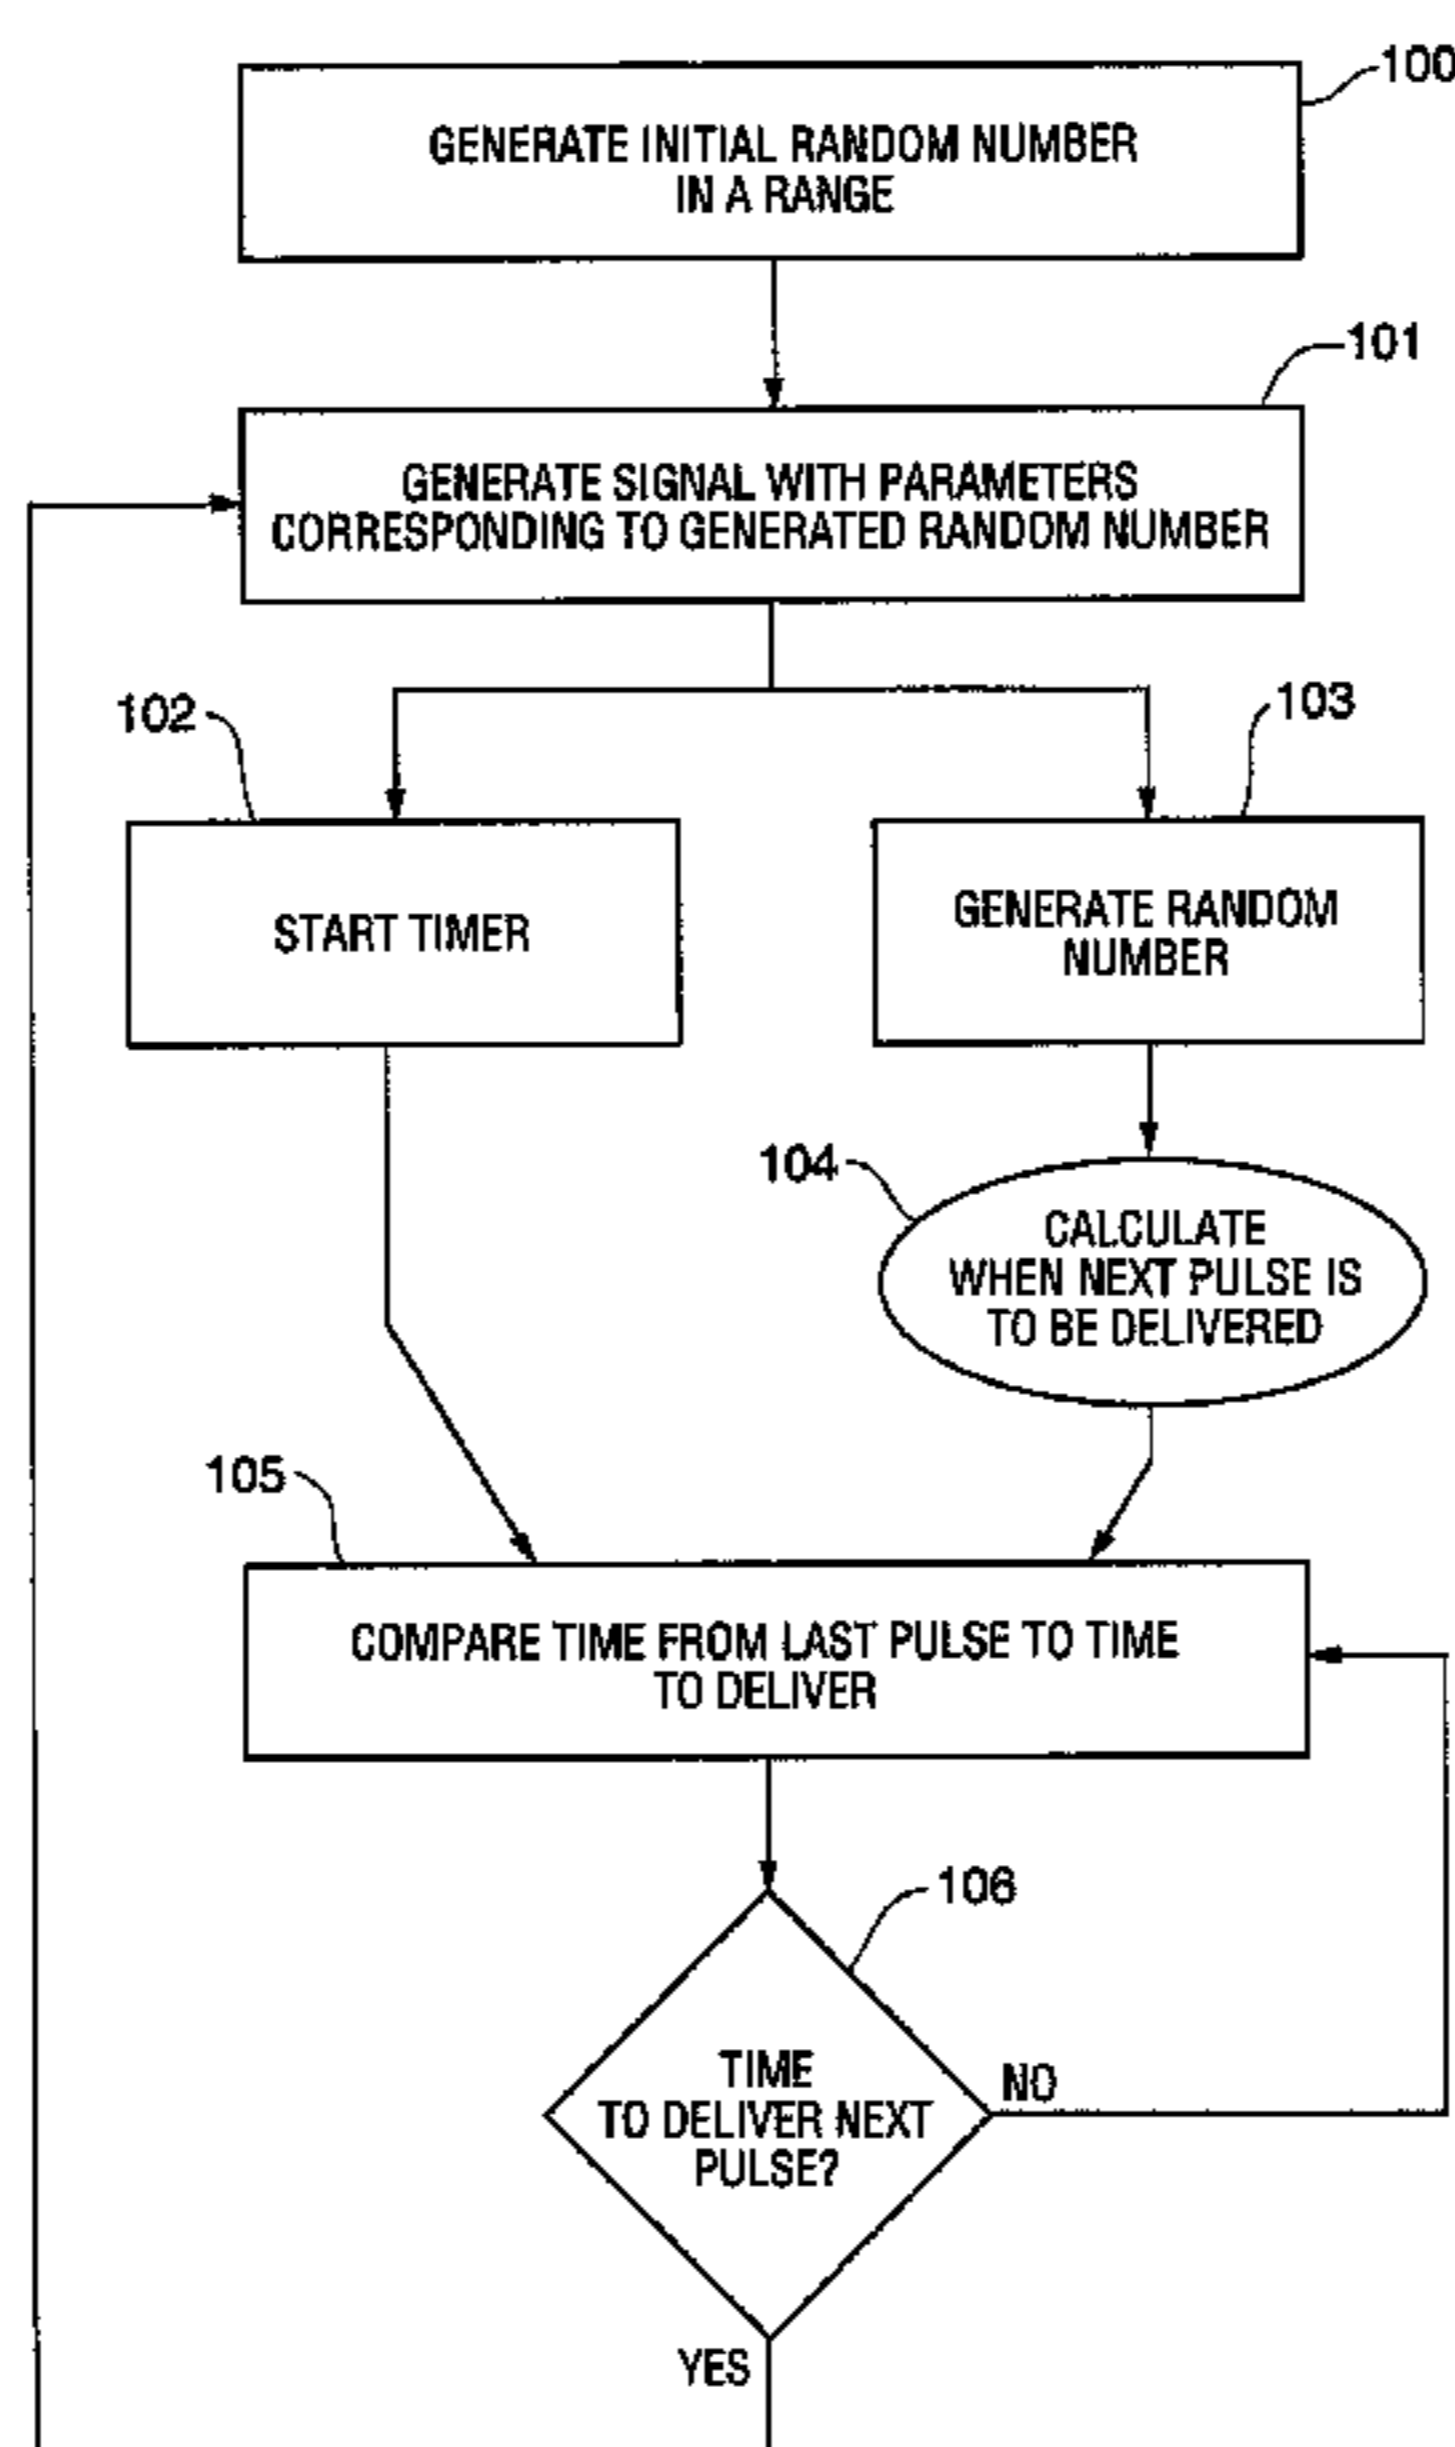 100
GENERATE INITIAL RANDOM NUMBER
IN A RANGE
101
GENERATE SIGNAL WITH PARAMETERS
CORRESPONDING TO GENERATED RANDOM NUMBER
102
103
START TIMER
GENERATE RANDOM
NUMBER
104
CALCULATE
WHEN NEXT PULSE IS
TO BE DELIVERED
105
COMPARE TIME FROM LAST PULSE TO TIME
TO DELIVER
106
TIME
TO DELIVER NEXT
PULSE?
NO
YES